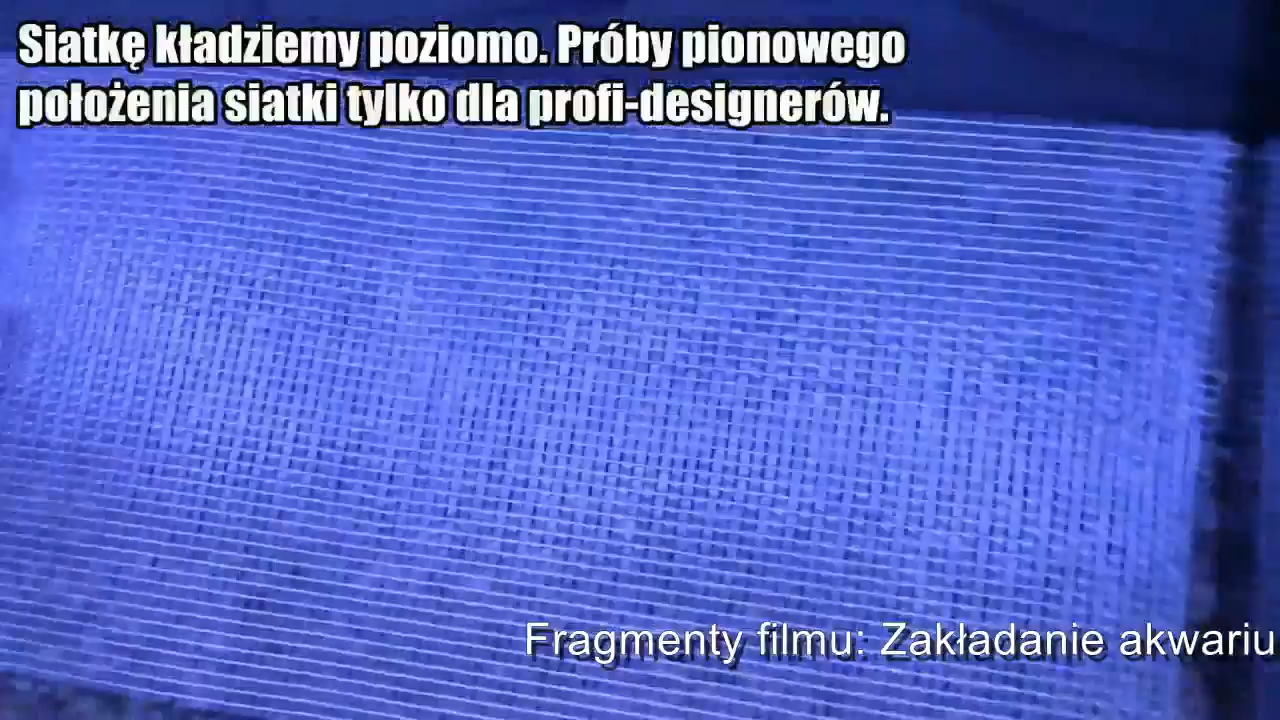 Siatkę kładziemy poziomo. Próby pionowego
położenia siatki tylko dla profi-designerów.
Fragmenty filmu: Zakładanie akwariu